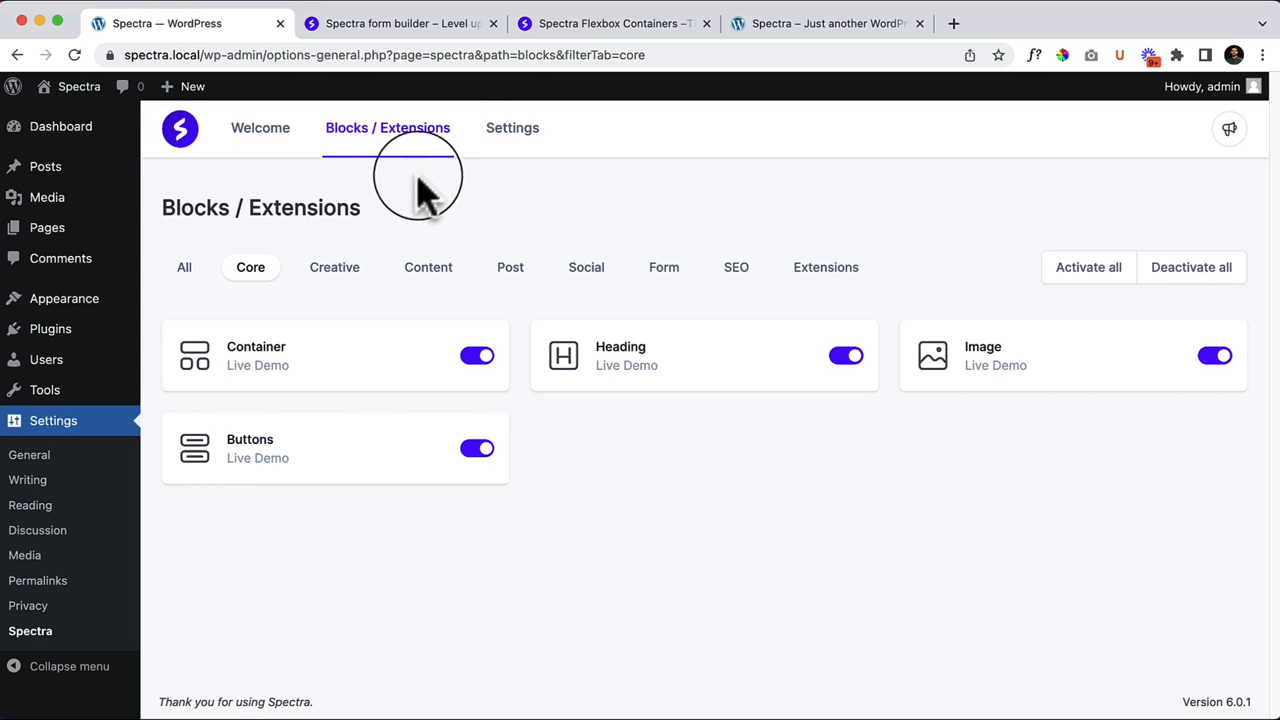 Spectra — WordPress
Spectra form builder – Level up
Spectra Flexbox Containers – T
Spectra – Just another WordPr
spectra.local/wp-admin/options-general.php?page=spectra&path=blocks&filterTab=core
f?
U
9+
Spectra
0
New
Howdy, admin
Dashboard
Posts
Media
Pages
Comments
Appearance
Plugins
Users
Tools
Settings
General
Writing
Reading
Discussion
Media
Permalinks
Privacy
Spectra
Collapse menu
Welcome
Blocks / Extensions
Settings
Blocks / Extensions
All
Core
Creative
Content
Post
Social
Form
SEO
Extensions
Activate all
Deactivate all
Container
Live Demo
H
Heading
Live Demo
Image
Live Demo
Buttons
Live Demo
Thank you for using Spectra.
Version 6.0.1